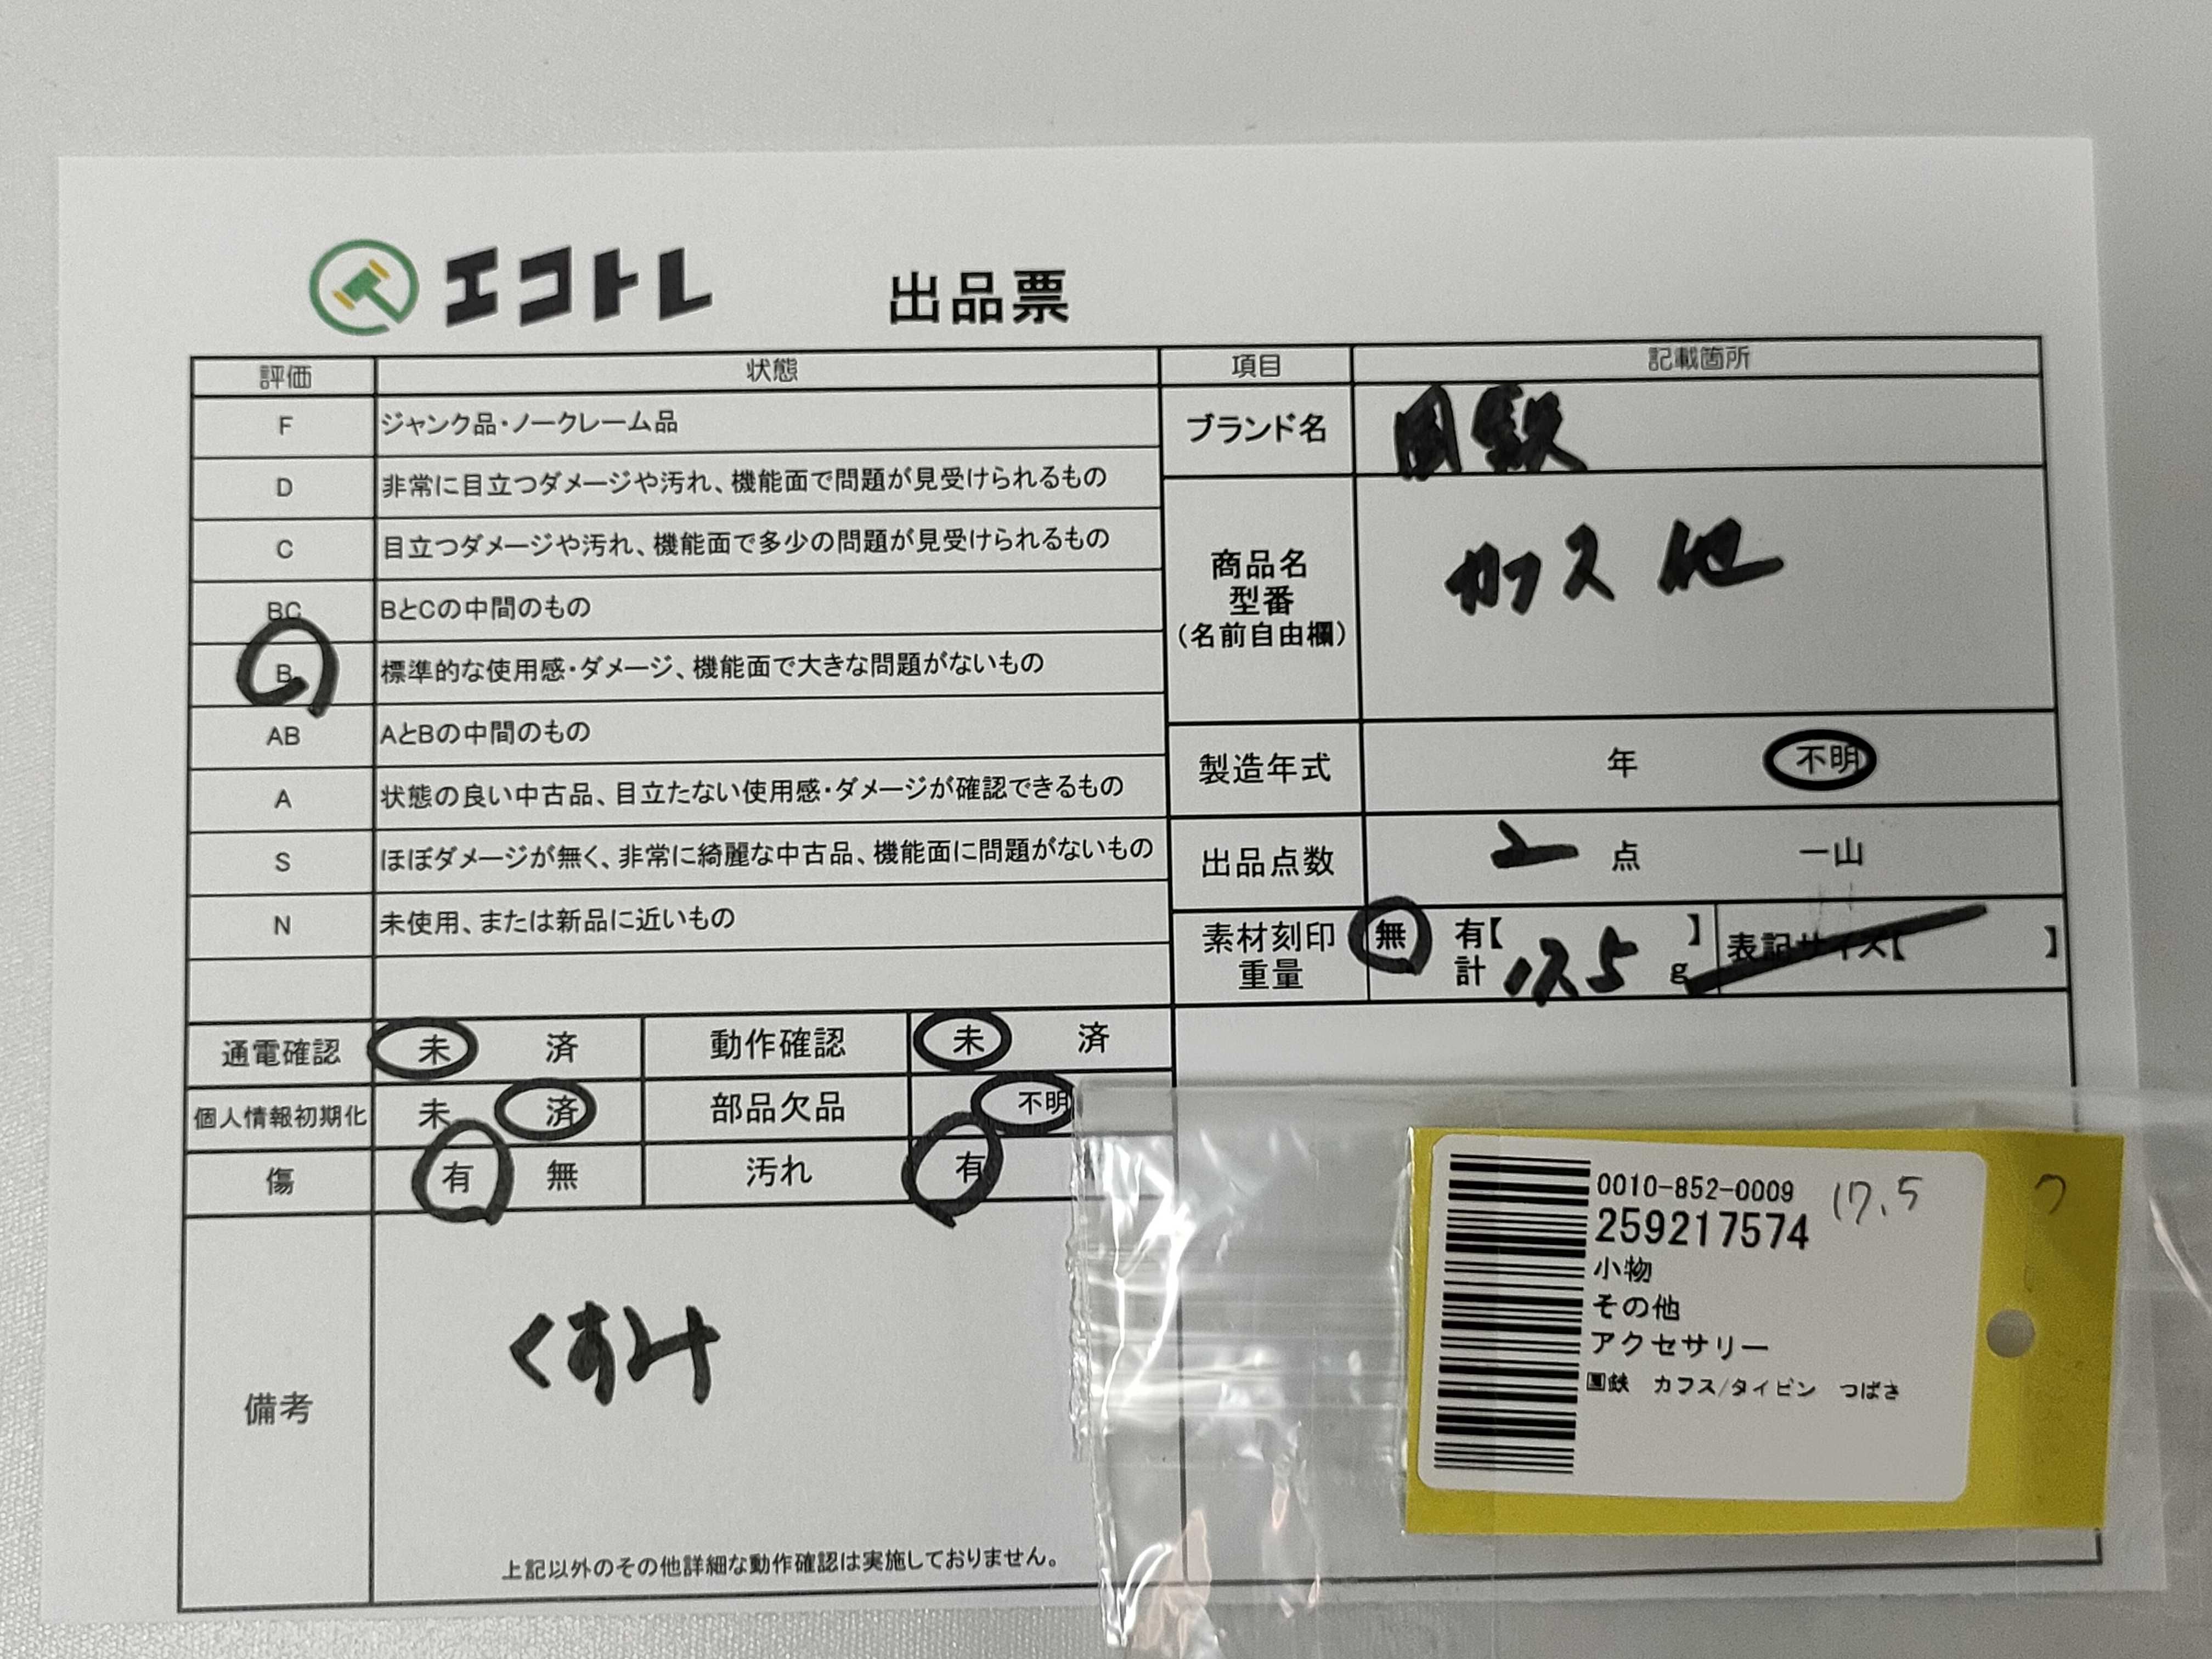 エコトレ 出品票
評価 状態
F ジャンク品・ノークレーム品
D 非常に目立つダメージや汚れ、機能面で問題が見受けられるもの
C 目立つダメージや汚れ、機能面で多少の問題が見受けられるもの
BC BとCの中間のもの
B 標準的な使用感・ダメージ、機能面で大きな問題がないもの
AB AとBの中間のもの
A 状態の良い中古品、目立たない使用感・ダメージが確認できるもの
S ほぼダメージが無く、非常に綺麗な中古品、機能面に問題がないもの
N 未使用、または新品に近いもの
項目 記載箇所
ブランド名
商品名
型番
(名前自由欄)
カフス 他
製造年式 年 不明
出品点数 2 点 一山
素材刻印 無 有【 】 表記サイズ【 】
重量 計 17.5 g
通電確認 未 済 動作確認 未 済
個人情報初期化 未 済 部品欠品 不明
傷 有 無 汚れ 有
備考
くすみ
上記以外のその他詳細な動作確認は実施しておりません。
0010-852-0009 17.5
259217574
小物
その他
アクセサリー
圓鉄 カフス/タイピン つばさ